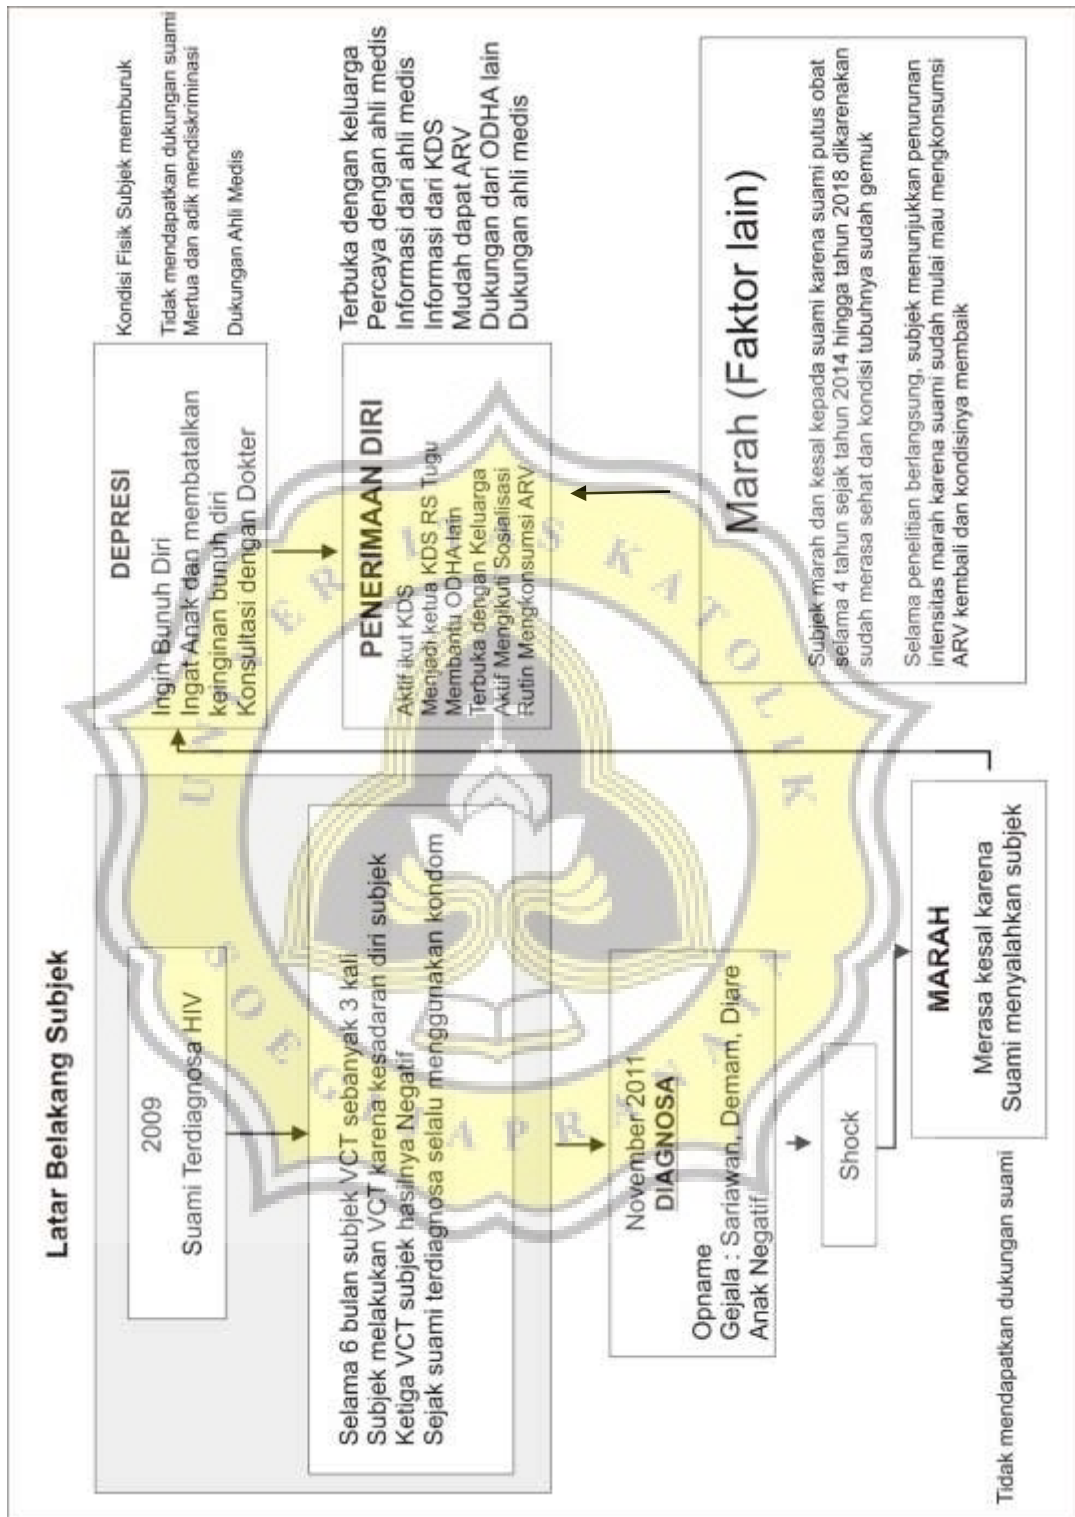 Latar Belakang Subjek
2009
Suami Terdiagnosa HIV
Selama 6 bulan subjek VCT sebanyak 3 kali
Subjek melakukan VCT karena kesadaran diri subjek
Ketiga VCT subjek hasilnya Negatif
Sejak suami terdiagnosa selalu menggunakan kondom
November 2011
DIAGNOSA
Opname
Gejala : Sariawan, Demam, Diare
Anak Negatif
Shock
MARAH
Merasa kesal karena
Suami menyalahkan subjek
Tidak mendapatkan dukungan suami
DEPRESI
Ingin Bunuh Diri
Ingat Anak dan membatalkan
keinginan bunuh diri
Konsultasi dengan Dokter
Kondisi Fisik Subjek memburuk
Tidak mendapatkan dukungan suami
Mertua dan adik mendiskriminasi
Dukungan Ahli Medis
PENERIMAAN DIRI
Aktif ikut KDS
Menjadi ketua KDS RS Tugu
Membantu ODHA lain
Terbuka dengan Keluarga
Aktif Mengikuti Sosialisasi
Rutin Mengkonsumsi ARV
Terbuka dengan keluarga
Percaya dengan ahli medis
Informasi dari ahli medis
Informasi dari KDS
Mudah dapat ARV
Dukungan dari ODHA lain
Dukungan ahli medis
Marah (Faktor lain)
Subjek marah dan kesal kepada suami karena suami putus obat
selama 4 tahun sejak tahun 2014 hingga tahun 2018 dikarenakan
sudah merasa sehat dan kondisi tubuhnya sudah gemuk
Selama penelitian berlangsung, subjek menunjukkan penurunan
intensitas marah karena suami sudah mulai mau mengkonsumsi
ARV kembali dan kondisinya membaik
UNIVERSITAS KATOLIK
SOEGIJAPRANATA